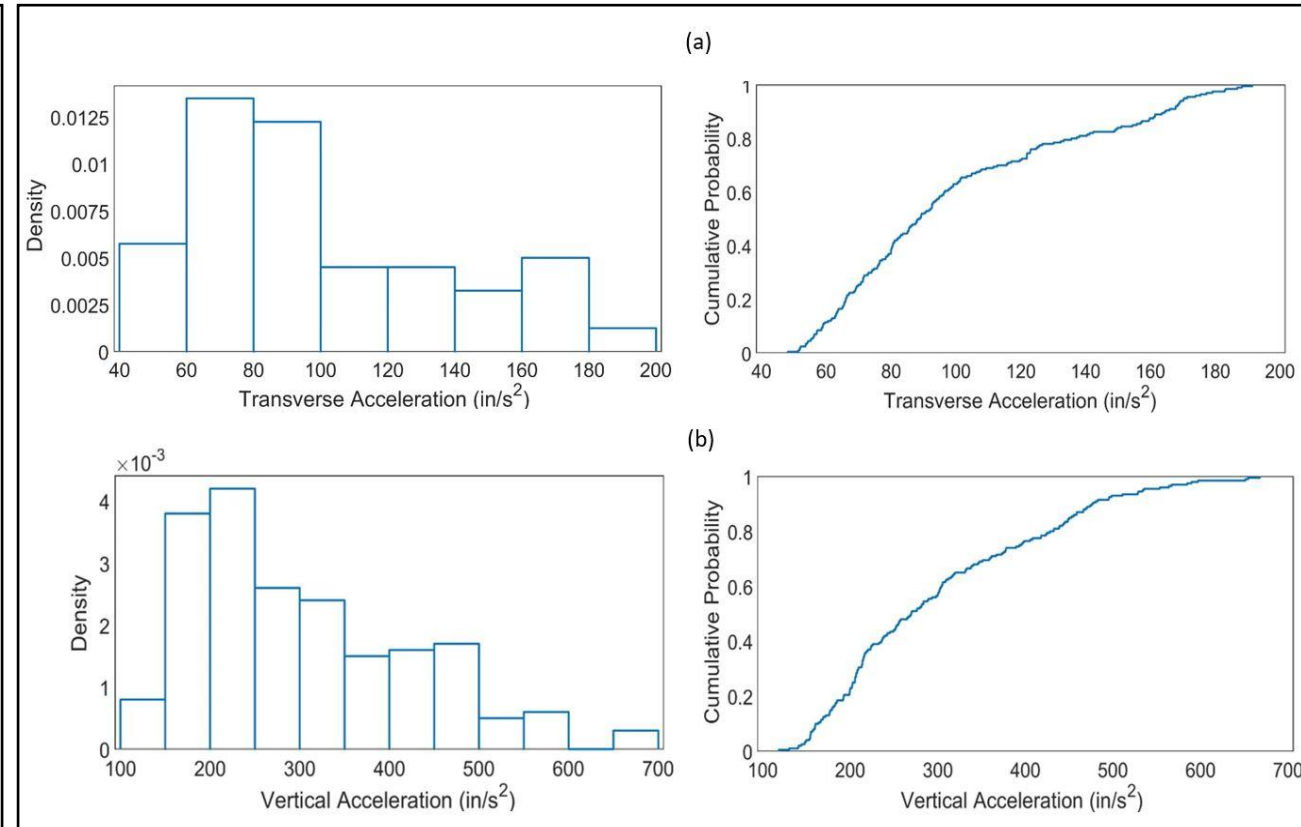 (a)
0.0125
0.01
0.0075
0.005
0.0025
0
Density
40 60 80 100 120 140 160 180 200
Transverse Acceleration (in/s²)
1
0.8
0.6
0.4
0.2
0
Cumulative Probability
40 60 80 100 120 140 160 180 200
Transverse Acceleration (in/s²)
(b)
×10⁻³
4
3
2
1
0
Density
100 200 300 400 500 600 700
Vertical Acceleration (in/s²)
1
0.8
0.6
0.4
0.2
0
Cumulative Probability
100 200 300 400 500 600 700
Vertical Acceleration (in/s²)